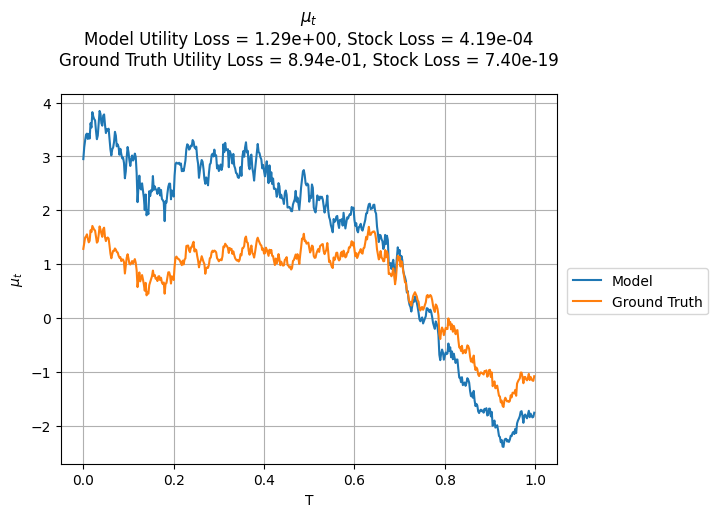 μₜ
Model Utility Loss = 1.29e+00, Stock Loss = 4.19e-04
Ground Truth Utility Loss = 8.94e-01, Stock Loss = 7.40e-19
4
3
2
1
0
−1
−2
μₜ
0.0 0.2 0.4 0.6 0.8 1.0
T
Model
Ground Truth